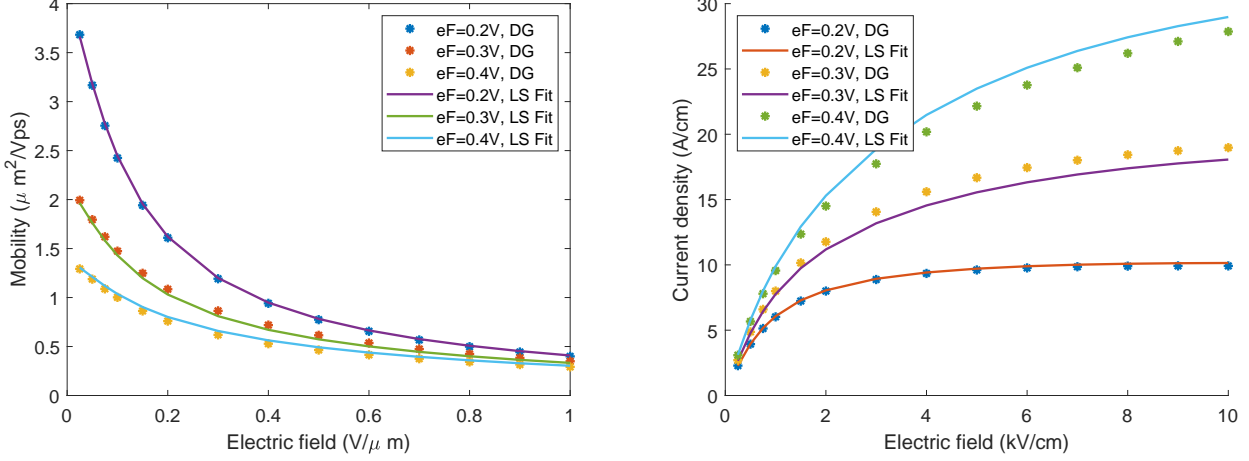 4
3.5
3
2.5
2
1.5
1
0.5
0
0
0.2
0.4
0.6
0.8
1
Mobility (μ m²/Vps)
Electric field (V/μ m)
eF=0.2V, DG
eF=0.3V, DG
eF=0.4V, DG
eF=0.2V, LS Fit
eF=0.3V, LS Fit
eF=0.4V, LS Fit
30
25
20
15
10
5
0
0
2
4
6
8
10
Current density (A/cm)
Electric field (kV/cm)
eF=0.2V, DG
eF=0.2V, LS Fit
eF=0.3V, DG
eF=0.3V, LS Fit
eF=0.4V, DG
eF=0.4V, LS Fit